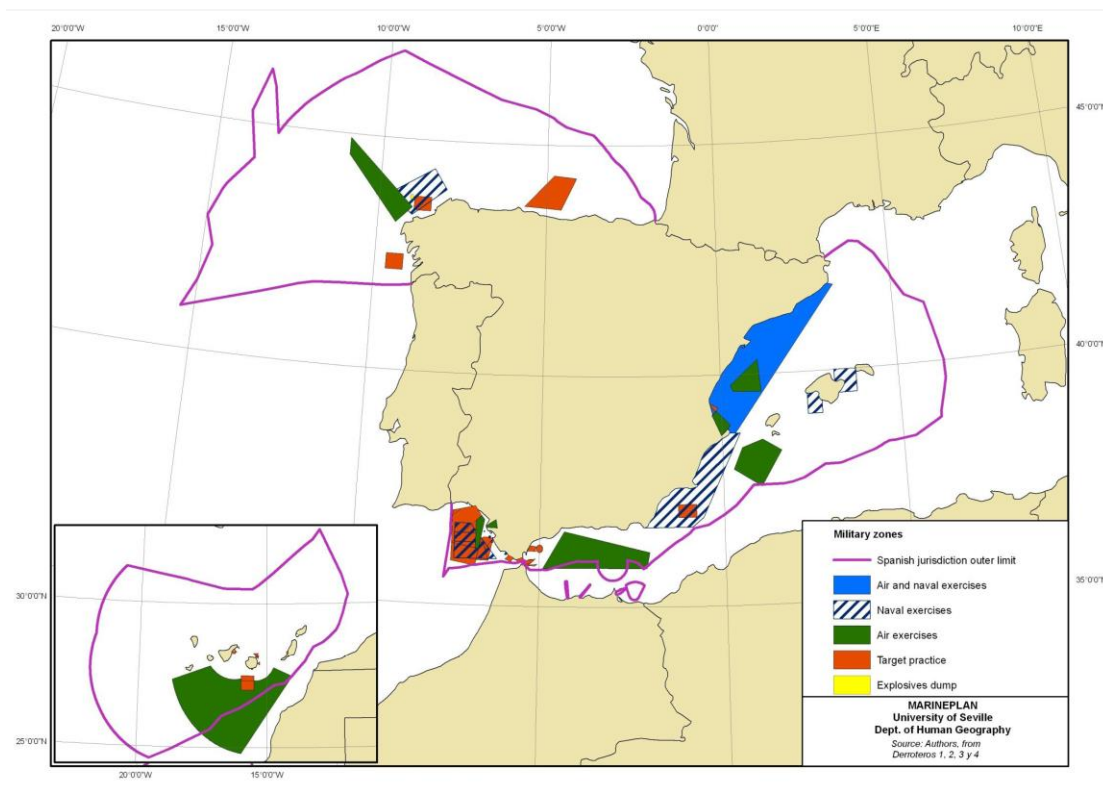 20°0'0"W
15°0'0"W
10°0'0"W
5°0'0"W
0°0'0"
5°0'0"E
10°0'0"E
45°0'0"N
40°0'0"N
35°0'0"N
30°0'0"N
25°0'0"N
20°0'0"W
15°0'0"W
Military zones
Spanish jurisdiction outer limit
Air and naval exercises
Naval exercises
Air exercises
Target practice
Explosives dump
MARINEPLAN
University of Seville
Dept. of Human Geography
Source: Authors, from
Derroteros 1, 2, 3 y 4